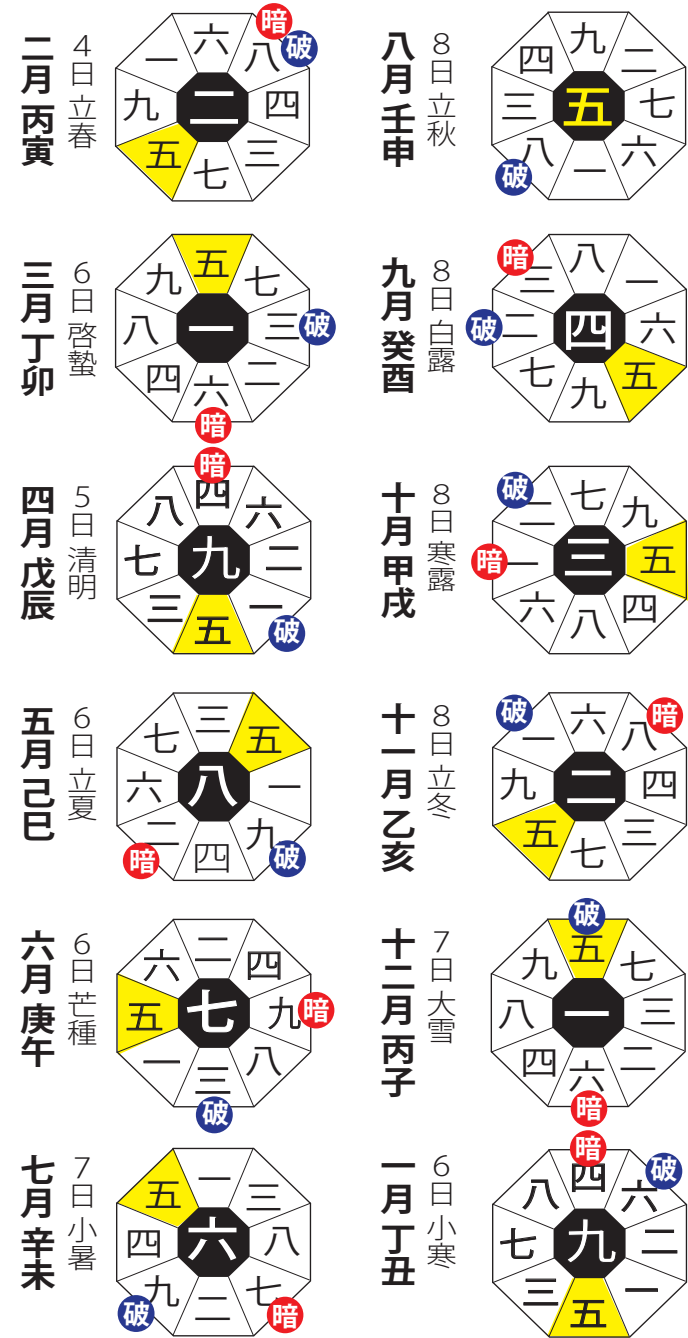 二月 丙寅
4日 立春
暗
一 六 八 破
九 二 四
五 七 三
三月 丁卯
6日 啓蟄
九 五 七
八 一 三 破
四 六 二
暗
四月 戊辰
5日 清明
暗
八 四 六
七 九 二
三 五 一 破
五月 己巳
6日 立夏
七 三 五
六 八 一
暗 二 四 九 破
六月 庚午
6日 芒種
六 二 四
五 七 九 暗
一 三 八
破
七月 辛未
7日 小暑
五 一 三
四 六 八
破 九 二 七 暗
八月 壬申
8日 立秋
四 九 二
三 五 七
破 八 一 六
九月 癸酉
8日 白露
暗 三 八 一
破 二 四 六
七 九 五
十月 甲戌
8日 寒露
破 二 七 九
暗 一 三 五
六 八 四
十一月 乙亥
8日 立冬
破 一 六 八 暗
九 二 四
五 七 三
十二月 丙子
7日 大雪
破
九 五 七
八 一 三
四 六 二
暗
一月 丁丑
6日 小寒
暗
八 四 六 破
七 九 二
三 五 一